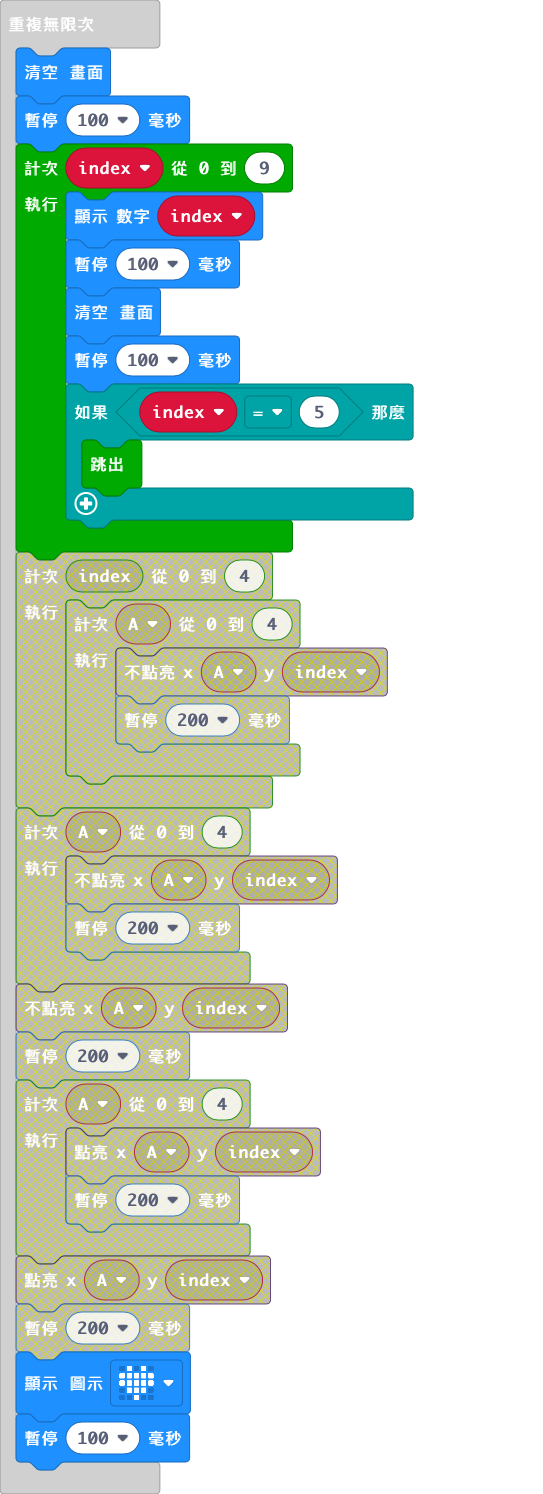 重複無限次
清空 畫面
暫停 100 毫秒
計次 index 從 0 到 9
執行
顯示 數字 index
暫停 100 毫秒
清空 畫面
暫停 100 毫秒
如果 index = 5 那麼
跳出
計次 index 從 0 到 4
執行
計次 A 從 0 到 4
執行
不點亮 x A y index
暫停 200 毫秒
計次 A 從 0 到 4
執行
不點亮 x A y index
暫停 200 毫秒
不點亮 x A y index
暫停 200 毫秒
計次 A 從 0 到 4
執行
點亮 x A y index
暫停 200 毫秒
點亮 x A y index
暫停 200 毫秒
顯示 圖示
暫停 100 毫秒